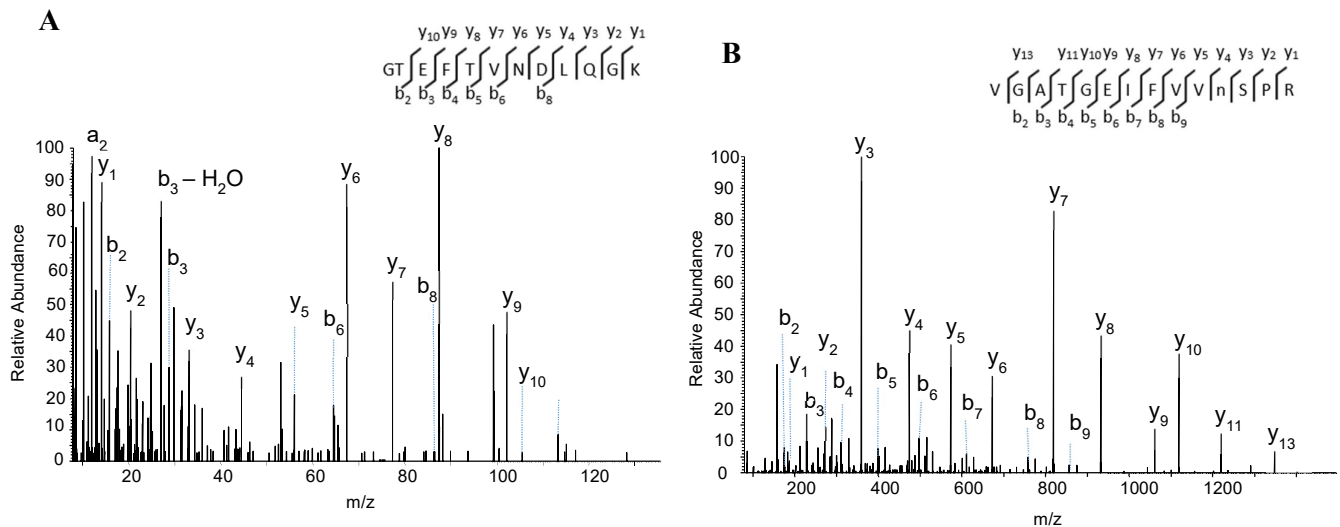 A
y10 y9 y8 y7 y6 y5 y4 y3 y2 y1
GT E F T V N D L Q G K
b2 b3 b4 b5 b6 b8
a2
y1
b3 – H2O
b2
y2
b3
y3
y4
y5
b6
y6
y7
b8
y8
y9
y10
100
90
80
70
60
50
40
30
20
10
0
Relative Abundance
20 40 60 80 100 120
m/z
B
y13 y11 y10 y9 y8 y7 y6 y5 y4 y3 y2 y1
V G A T G E I F V V n S P R
b2 b3 b4 b5 b6 b7 b8 b9
y3
b2
y1
b3
y2
b4
b5
y4
b6
y5
b7
y6
b8
y7
b9
y8
y9
y10
y11
y13
100
90
80
70
60
50
40
30
20
10
0
Relative Abundance
200 400 600 800 1000 1200
m/z